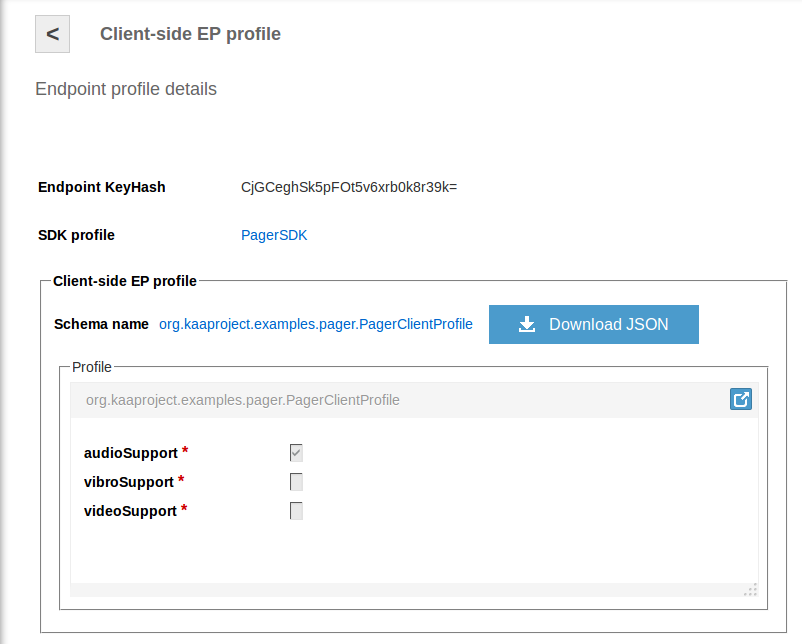 < Client-side EP profile
Endpoint profile details
Endpoint KeyHash CjGCeghSk5pFOt5v6xrb0k8r39k=
SDK profile PagerSDK
Client-side EP profile
Schema name org.kaaproject.examples.pager.PagerClientProfile Download JSON
Profile
org.kaaproject.examples.pager.PagerClientProfile
audioSupport *
vibroSupport *
videoSupport *